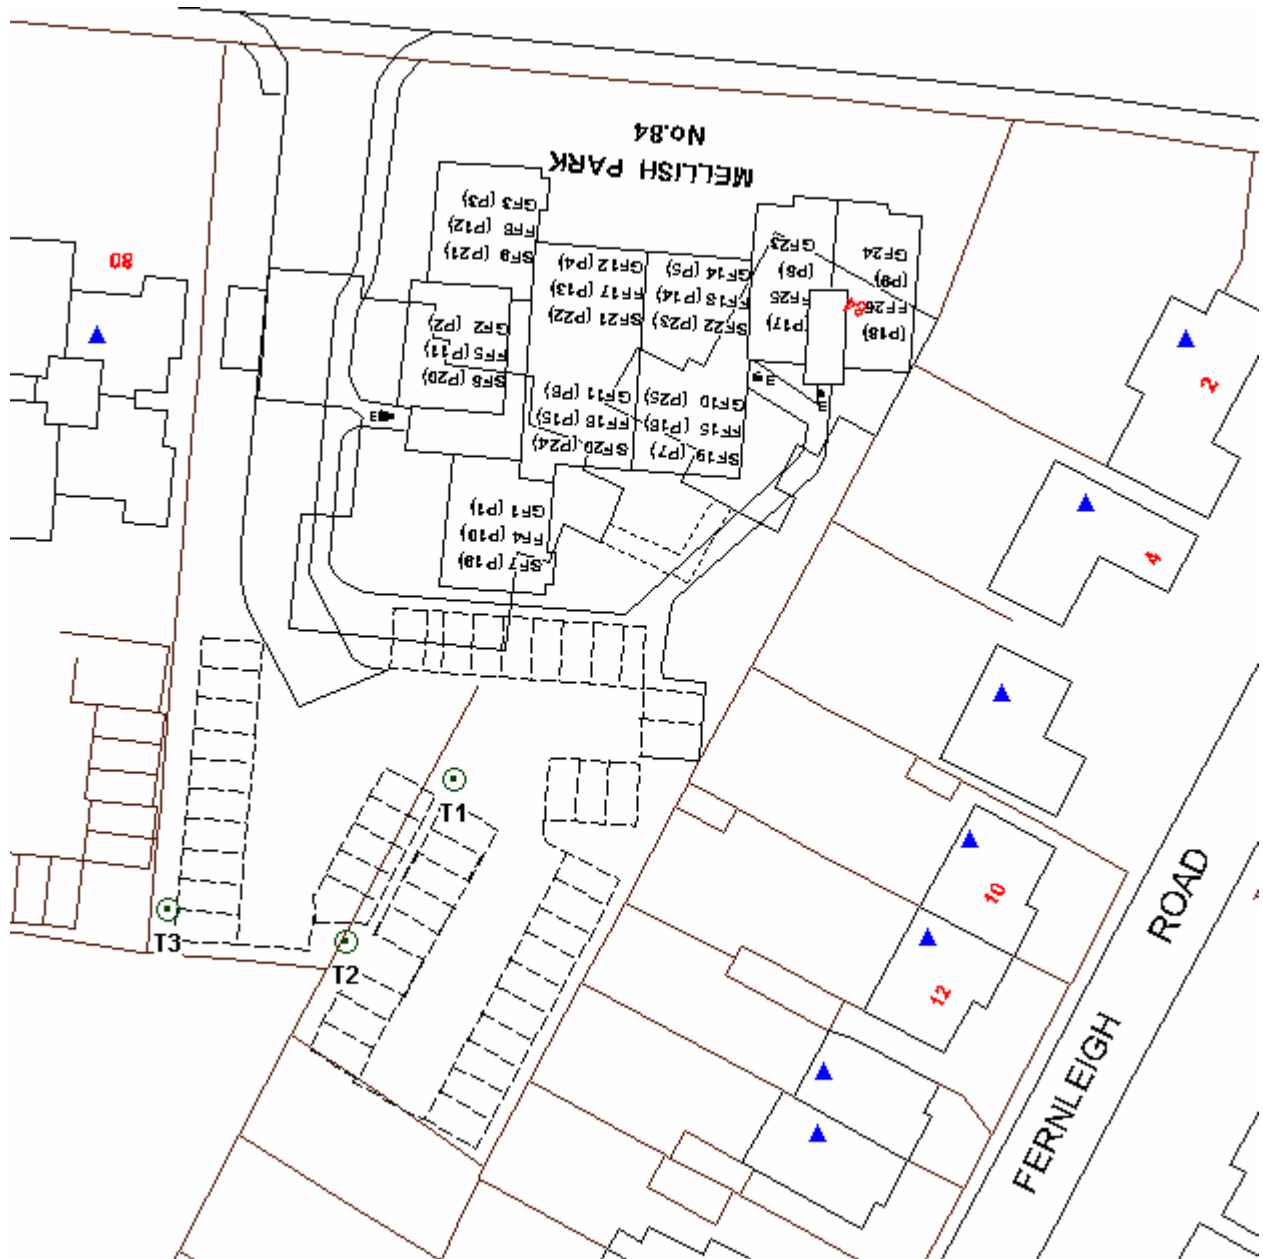 MELLISH PARK
No.84
GF3 (P3)
FF6 (P12)
SF9 (P21)
GF2 (P2)
FF5 (P11)
SF8 (P20)
GF12 (P4)
FF17 (P13)
SF21 (P22)
GF14 (P5)
FF18 (P14)
SF22 (P23)
GF23
(P8)
FF25
(P17)
GF24
(P9)
FF26
(P18)
84
80
GF11 (P6)
FF16 (P15)
SF20 (P24)
GF10 (P25)
FF15 (P16)
SF19 (P7)
E
E
E
GF1 (P1)
FF4 (P10)
SF7 (P19)
2
4
10
12
T1
T2
T3
FERNLEIGH ROAD